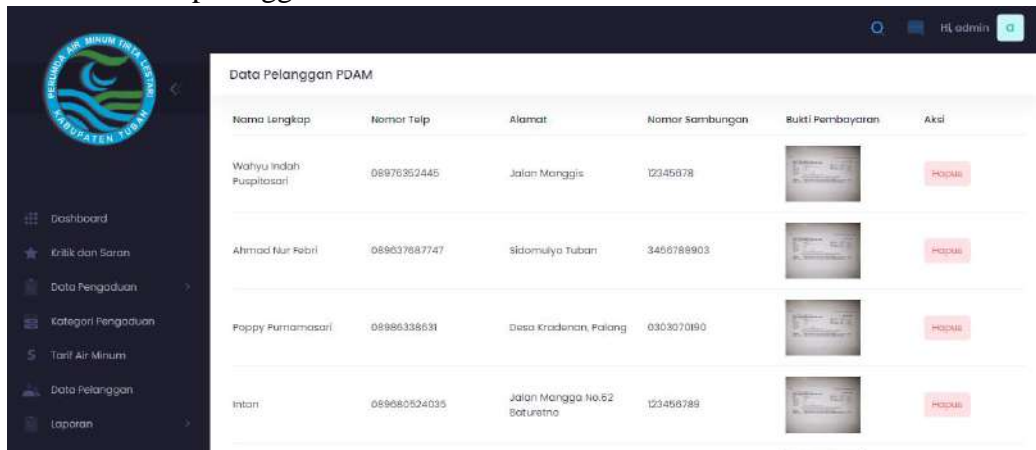 PERUMDA AIR MINUM TIRTA LESTARI
KABUPATEN TUBAN
Hi, admin
a
Data Pelanggan PDAM
Nama Lengkap Nomor Telp Alamat Nomor Sambungan Bukti Pembayaran Aksi
Wahyu Indah
Puspitasari
08976352445 Jalan Manggis 12345678 Hapus
Ahmad Nur Febri 089637687747 Sidomulyo Tuban 3456789903 Hapus
Poppy Purnamasari 08986338631 Desa Kradenan, Palang 0303070190 Hapus
Intan 089680524035 Jalan Mangga No.62
Baturetno
123456789 Hapus
Dashboard
Kritik dan Saran
Data Pengaduan
Kategori Pengaduan
Tarif Air Minum
Data Pelanggan
Laporan